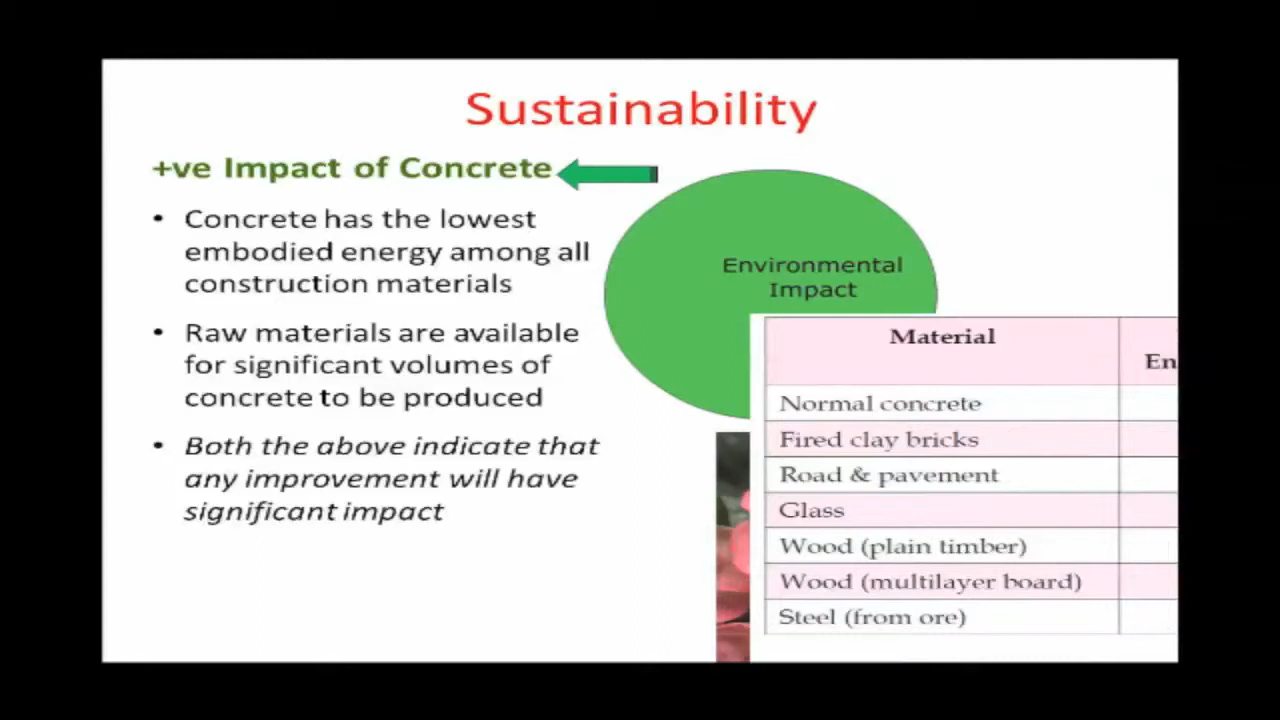 Sustainability
+ve Impact of Concrete
• Concrete has the lowest
embodied energy among all
construction materials
• Raw materials are available
for significant volumes of
concrete to be produced
• Both the above indicate that
any improvement will have
significant impact
Environmental
Impact
Material
En
Normal concrete
Fired clay bricks
Road & pavement
Glass
Wood (plain timber)
Wood (multilayer board)
Steel (from ore)